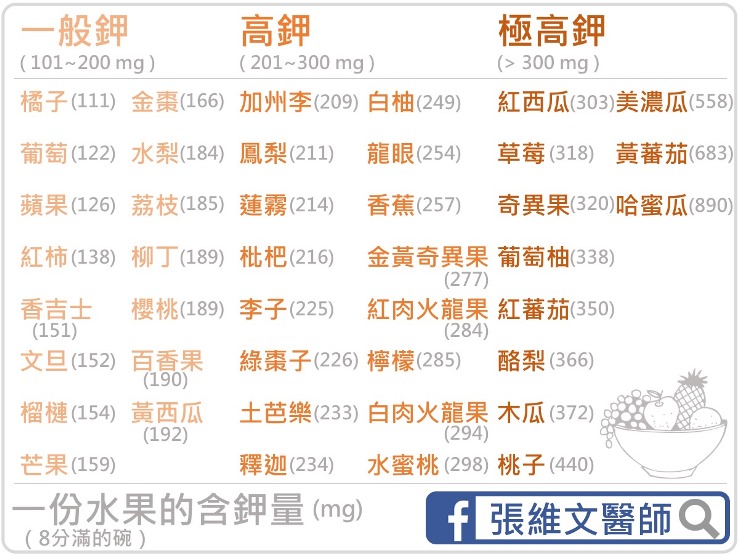 一般鉀 高鉀 極高鉀
( 101~200 mg ) ( 201~300 mg ) (> 300 mg )
橘子(111) 金棗(166) 加州李(209) 白柚(249) 紅西瓜(303) 美濃瓜(558)
葡萄(122) 水梨(184) 鳳梨(211) 龍眼(254) 草莓(318) 黃蕃茄(683)
蘋果(126) 荔枝(185) 蓮霧(214) 香蕉(257) 奇異果(320) 哈蜜瓜(890)
紅柿(138) 柳丁(189) 枇杷(216) 金黃奇異果 葡萄柚(338)
(277)
香吉士 櫻桃(189) 李子(225) 紅肉火龍果 紅蕃茄(350)
(151) (284)
文旦(152) 百香果 綠棗子(226) 檸檬(285) 酪梨(366)
(190)
榴槤(154) 黃西瓜 土芭樂(233) 白肉火龍果 木瓜(372)
(192) (294)
芒果(159) 釋迦(234) 水蜜桃(298) 桃子(440)
一份水果的含鉀量(mg)
( 8分滿的碗 )
f 張維文醫師